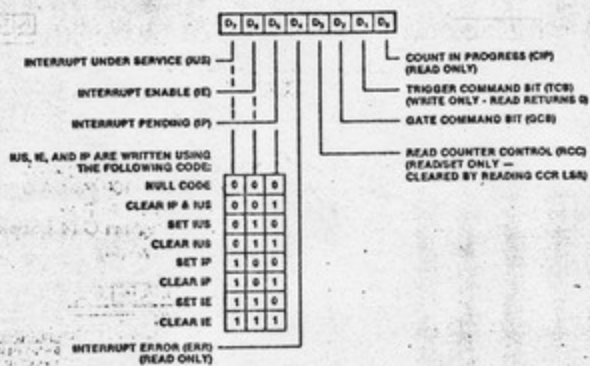 D7 D6 D5 D4 D3 D2 D1 D0
INTERRUPT UNDER SERVICE (IUS)
INTERRUPT ENABLE (IE)
INTERRUPT PENDING (IP)
IUS, IE, AND IP ARE WRITTEN USING
THE FOLLOWING CODE:
NULL CODE 0 0 0
CLEAR IP & IUS 0 0 1
SET IUS 0 1 0
CLEAR IUS 0 1 1
SET IP 1 0 0
CLEAR IP 1 0 1
SET IE 1 1 0
CLEAR IE 1 1 1
INTERRUPT ERROR (ERR)
(READ ONLY)
COUNT IN PROGRESS (CIP)
(READ ONLY)
TRIGGER COMMAND BIT (TCB)
(WRITE ONLY - READ RETURNS 0)
GATE COMMAND BIT (GCB)
READ COUNTER CONTROL (RCC)
(READ/SET ONLY —
CLEARED BY READING CCR LSB)